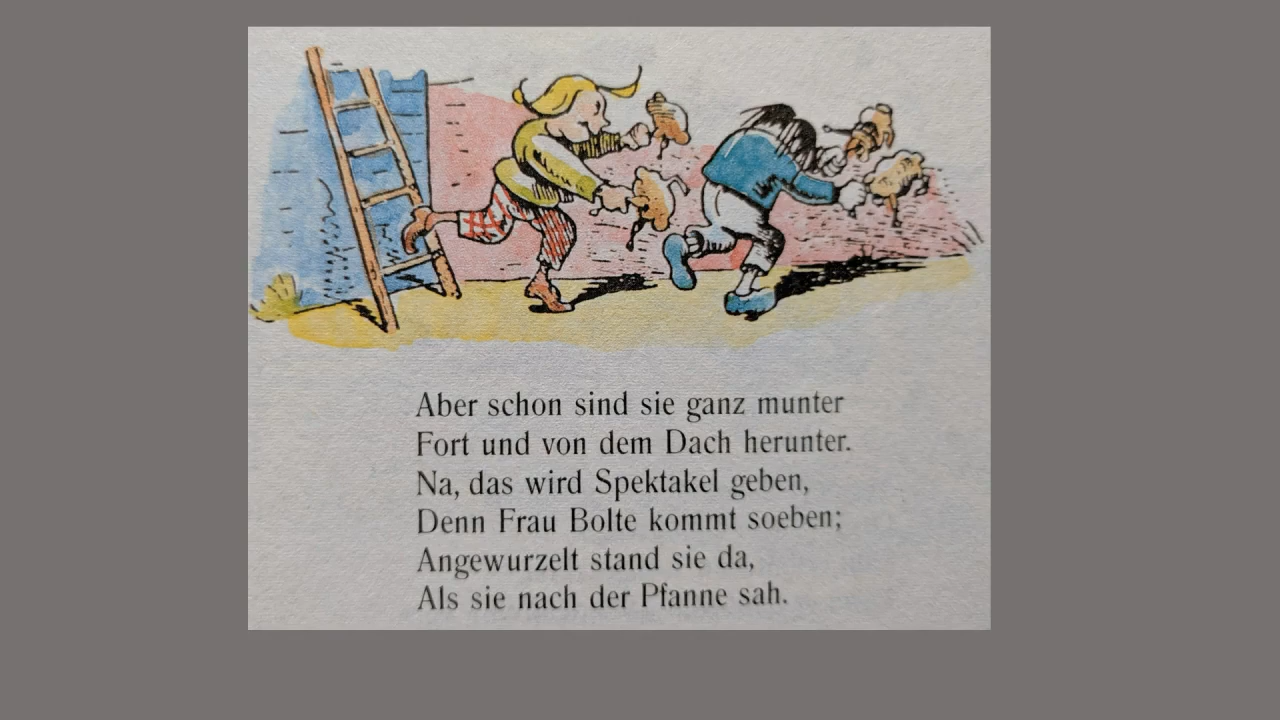 Aber schon sind sie ganz munter
Fort und von dem Dach herunter.
Na, das wird Spektakel geben,
Denn Frau Bolte kommt soeben;
Angewurzelt stand sie da,
Als sie nach der Pfanne sah.